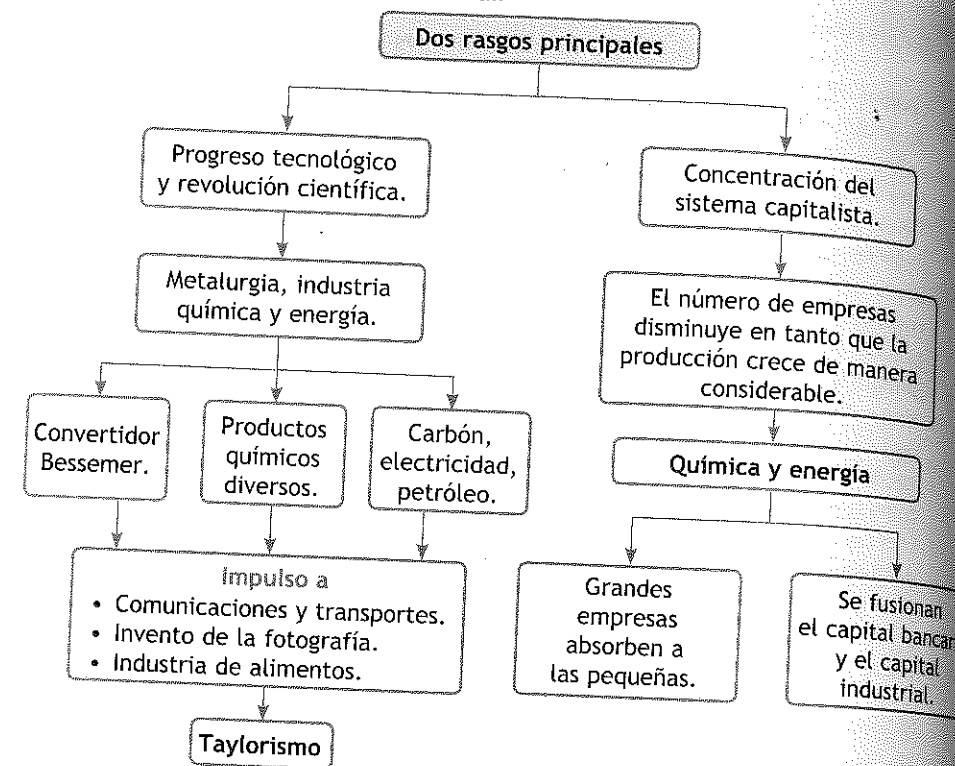 Dos rasgos principales
Progreso tecnológico
y revolución científica.
Concentración del
sistema capitalista.
Metalurgia, industria
química y energía.
El número de empresas
disminuye en tanto que la
producción crece de manera
considerable.
Convertidor
Bessemer.
Productos
químicos
diversos.
Carbón,
electricidad,
petróleo.
Química y energía
Impulso a
• Comunicaciones y transportes.
• Invento de la fotografía.
• Industria de alimentos.
Grandes
empresas
absorben a
las pequeñas.
Se fusionan
el capital bancar
y el capital
industrial.
Taylorismo